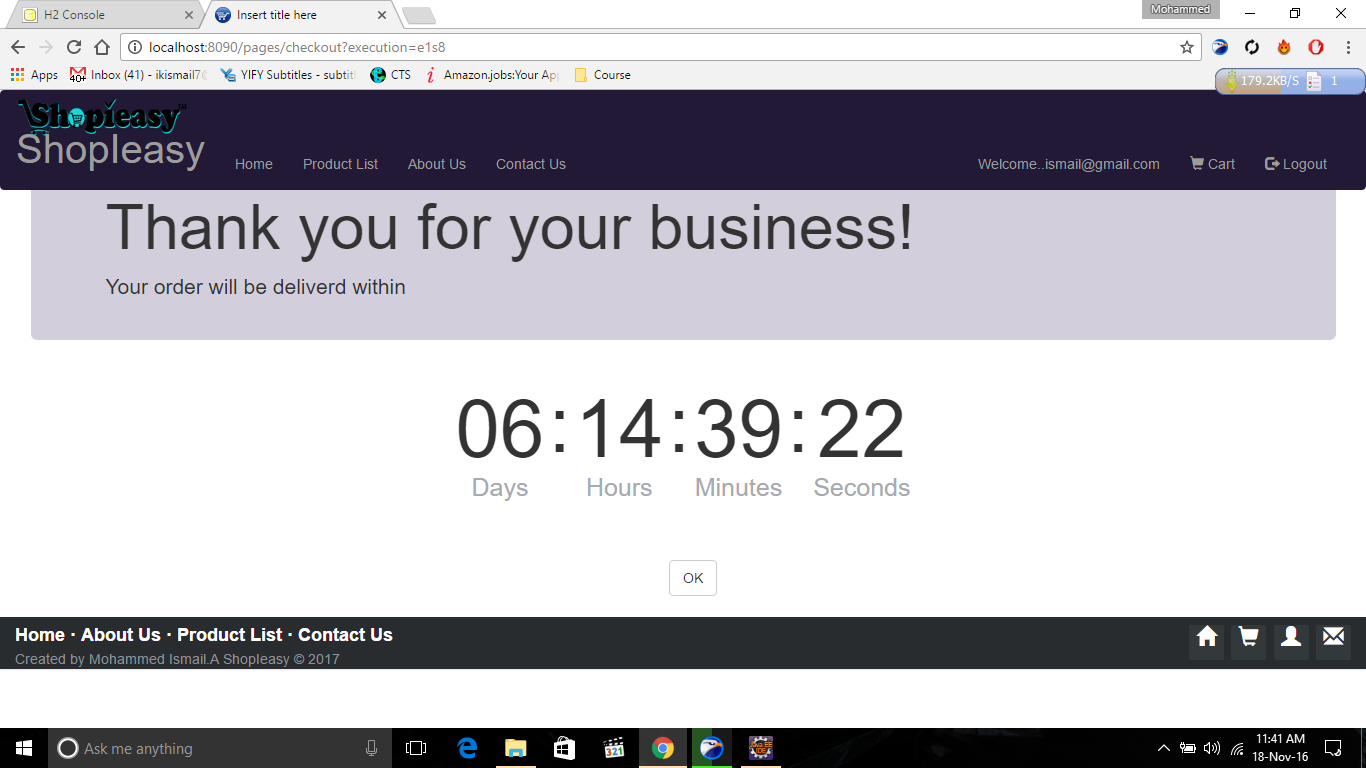 H2 Console
Insert title here
Mohammed
localhost:8090/pages/checkout?execution=e1s8
Apps
40+
Inbox (41) - ikismail7
YIFY Subtitles - subtit
CTS
Amazon.jobs:Your Ap
Course
179.2KB/S 1
Shopleasy™
Shopleasy
Home
Product List
About Us
Contact Us
Welcome..ismail@gmail.com
Cart
Logout
Thank you for your business!
Your order will be deliverd within
06:14:39:22
Days Hours Minutes Seconds
OK
Home · About Us · Product List · Contact Us
Created by Mohammed Ismail.A Shopleasy © 2017
Ask me anything
321
11:41 AM
18-Nov-16